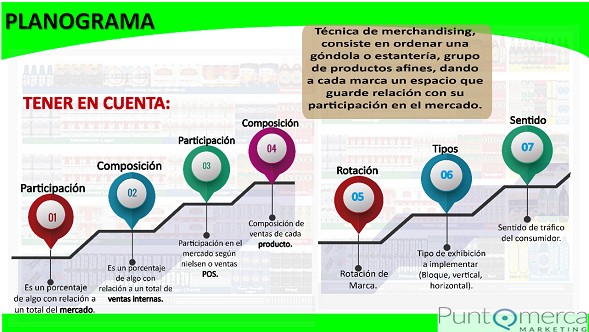 PLANOGRAMA
Técnica de merchandising,
consiste en ordenar una
góndola o estantería, grupo
de productos afines, dando
a cada marca un espacio que
guarde relación con su
participación en el mercado.
TENER EN CUENTA:
Participación
01
Es un porcentaje
de algo con relación a
un total del mercado.
Composición
02
Es un porcentaje
de algo con
relación a un total de
ventas internas.
Participación
03
Participación en el
mercado según
nielsen o ventas
POS.
Composición
04
Composición de
ventas de cada
producto.
Rotación
05
Rotación de
Marca.
Tipos
06
Tipo de exhibición
a implementar
(Bloque, vertical,
horizontal).
Sentido
07
Sentido de tráfico
del consumidor.
PuntOmerca
MARKETING